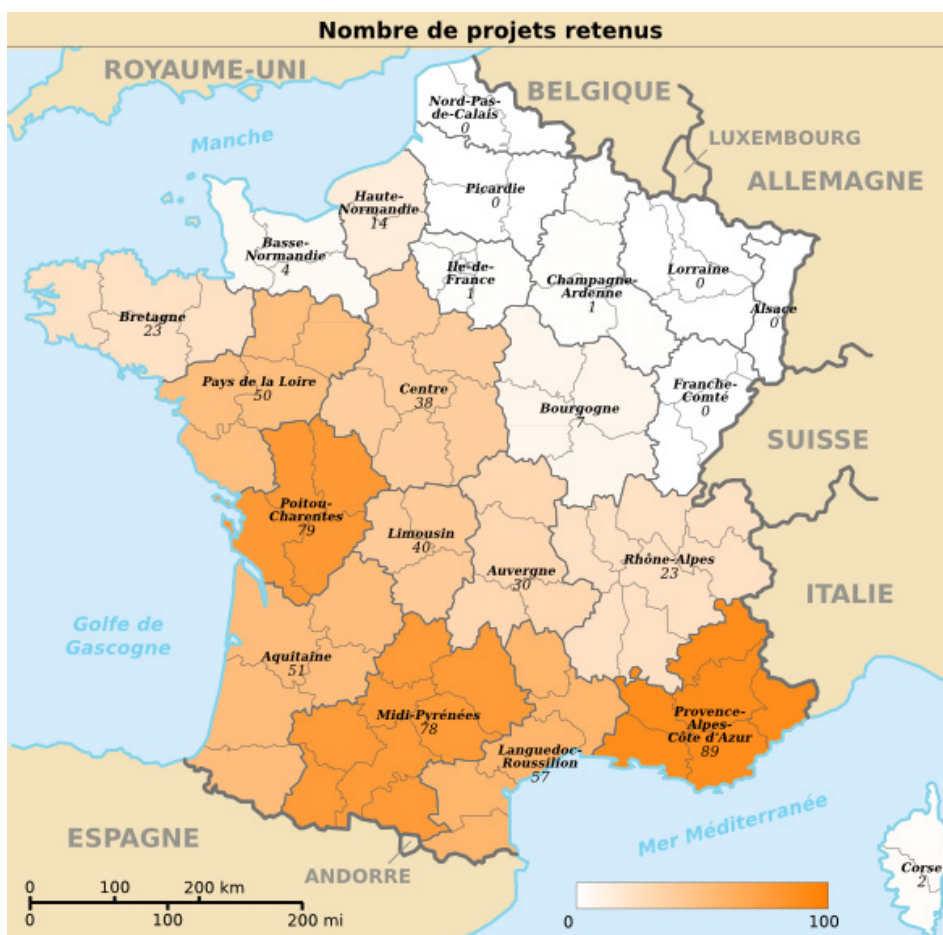 Nombre de projets retenus
ROYAUME-UNI
BELGIQUE
LUXEMBOURG
ALLEMAGNE
Manche
Nord-Pas-
de-Calais
0
Picardie
0
Haute-
Normandie
14
Basse-
Normandie
4
Ile-de-
France
1
Champagne-
Ardenne
1
Lorraine
0
Alsace
0
Bretagne
23
Pays de la Loire
50
Centre
38
Bourgogne
7
Franche-
Comté
0
SUISSE
Poitou-
Charentes
79
Limousin
40
Auvergne
30
Rhône-Alpes
23
ITALIE
Golfe de
Gascogne
Aquitaine
51
Midi-Pyrénées
78
Languedoc-
Roussillon
57
Provence-
Alpes-
Côte d'Azur
89
ESPAGNE
ANDORRE
Mer Méditerranée
Corse
2
0 100 200 km
0 100 200 mi
0 100